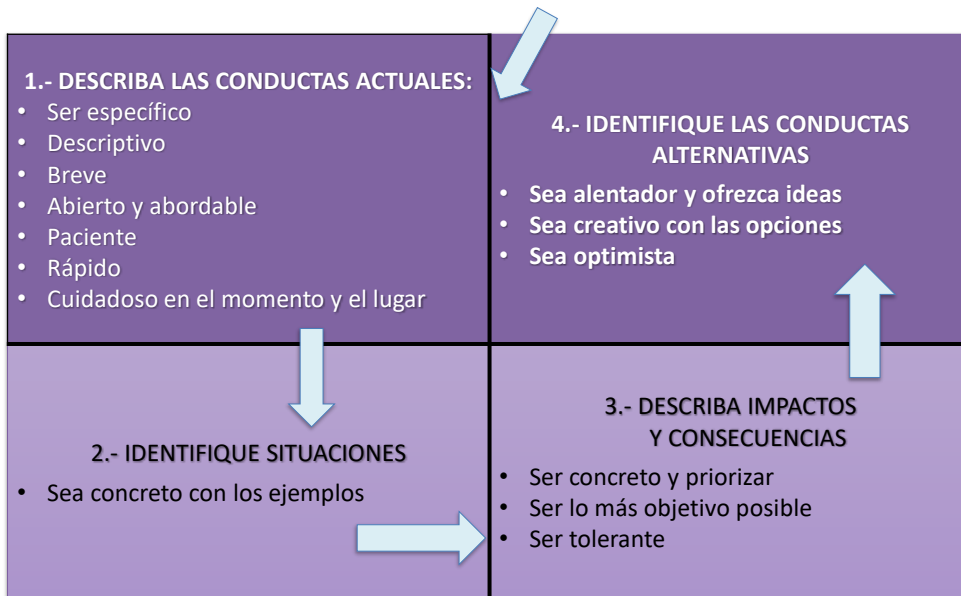 1.- DESCRIBA LAS CONDUCTAS ACTUALES:
• Ser específico
• Descriptivo
• Breve
• Abierto y abordable
• Paciente
• Rápido
• Cuidadoso en el momento y el lugar
2.- IDENTIFIQUE SITUACIONES
• Sea concreto con los ejemplos
3.- DESCRIBA IMPACTOS
Y CONSECUENCIAS
• Ser concreto y priorizar
• Ser lo más objetivo posible
• Ser tolerante
4.- IDENTIFIQUE LAS CONDUCTAS
ALTERNATIVAS
• Sea alentador y ofrezca ideas
• Sea creativo con las opciones
• Sea optimista